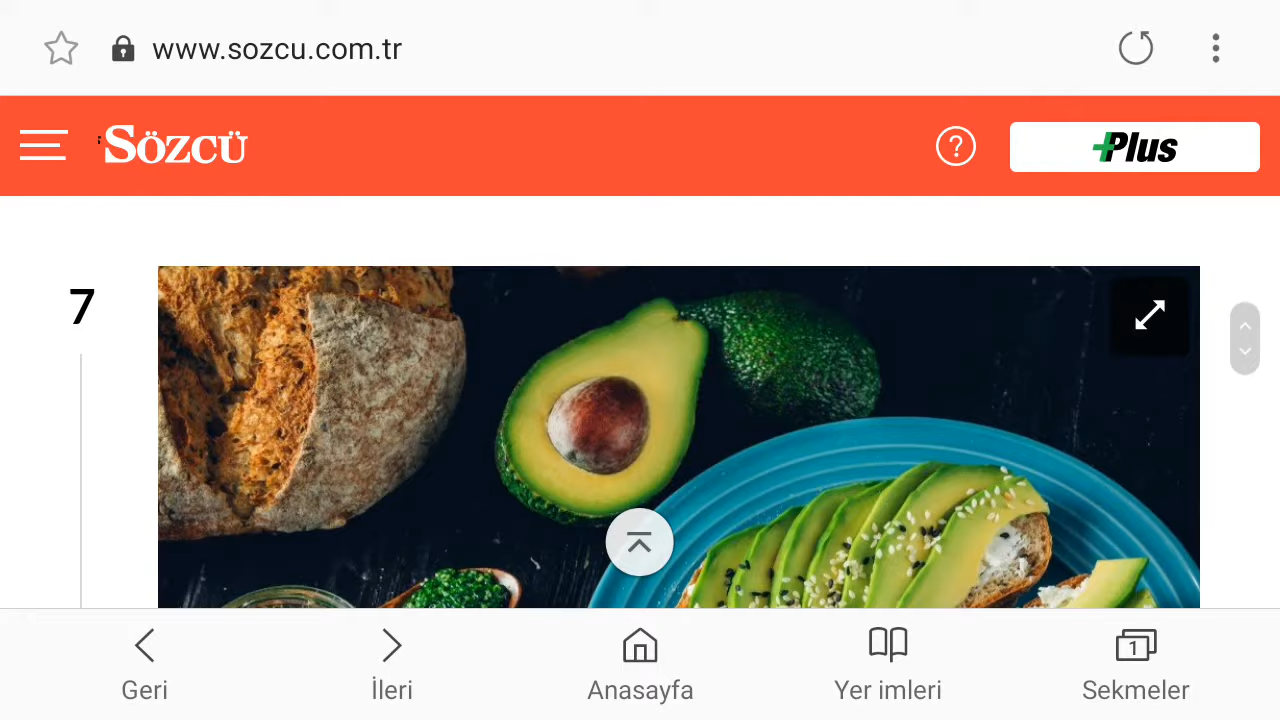 www.sozcu.com.tr
SÖZCÜ
?
+Plus
7
Geri
İleri
Anasayfa
Yer imleri
1
Sekmeler